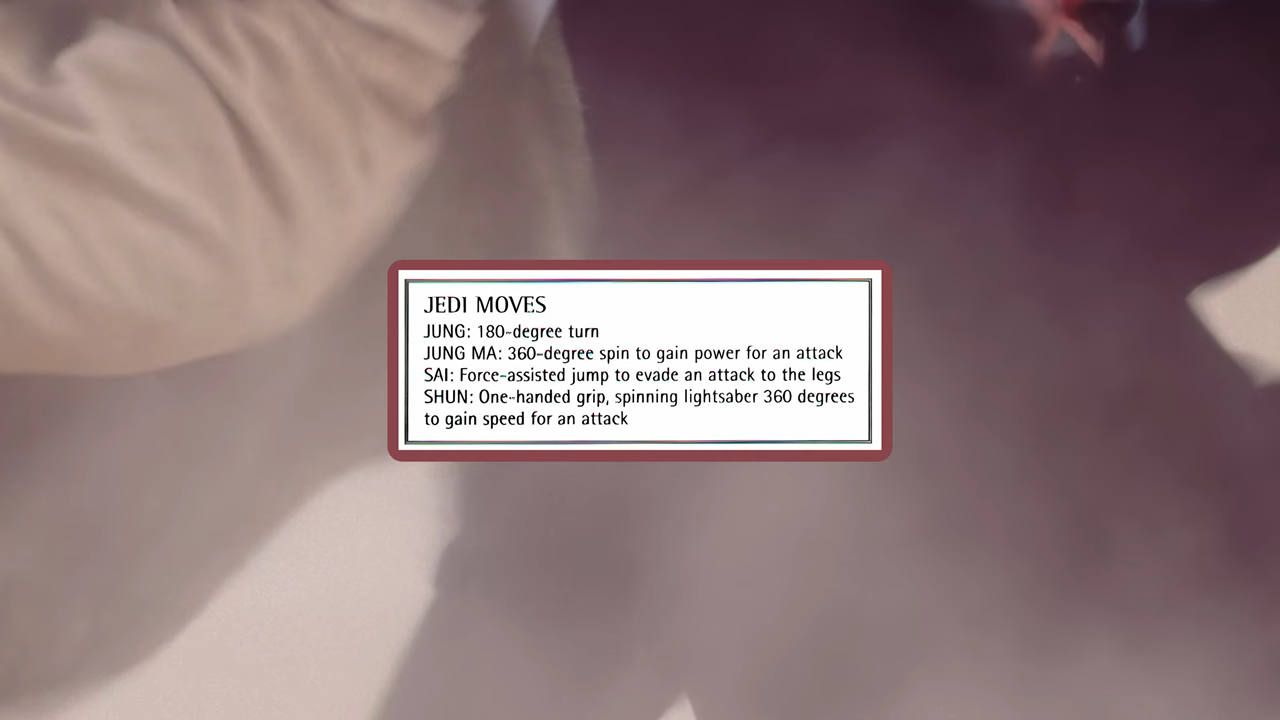 JEDI MOVES
JUNG: 180-degree turn
JUNG MA: 360-degree spin to gain power for an attack
SAI: Force-assisted jump to evade an attack to the legs
SHUN: One-handed grip, spinning lightsaber 360 degrees
to gain speed for an attack